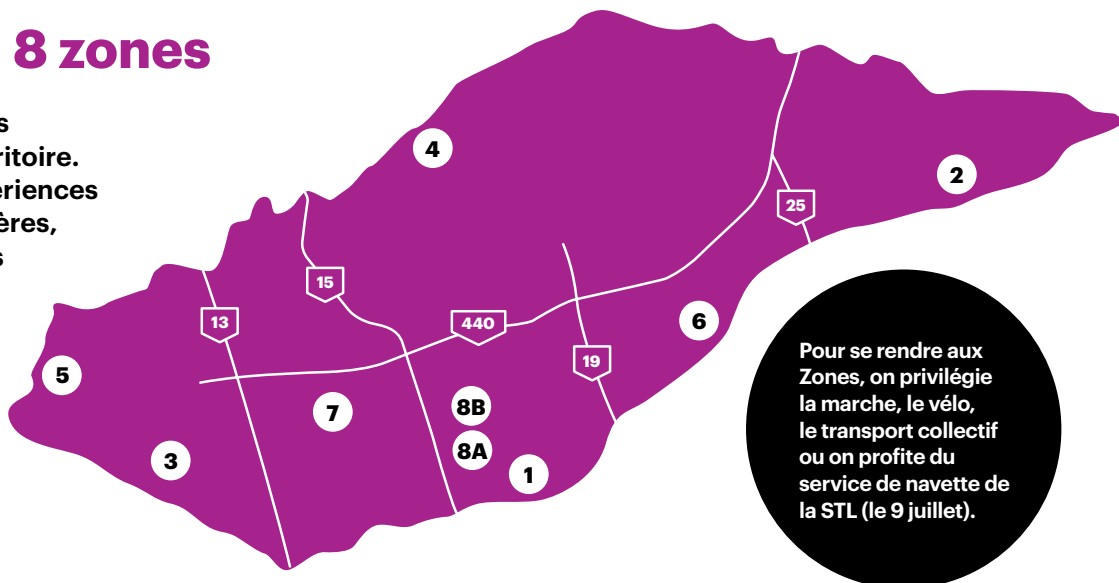 8 zones
s
ritoire.
ériences
ères,
s
4
2
25
15
13
440
6
19
5
7
8B
8A
3
1
Pour se rendre aux
Zones, on privilégie
la marche, le vélo,
le transport collectif
ou on profite du
service de navette de
la STL (le 9 juillet).